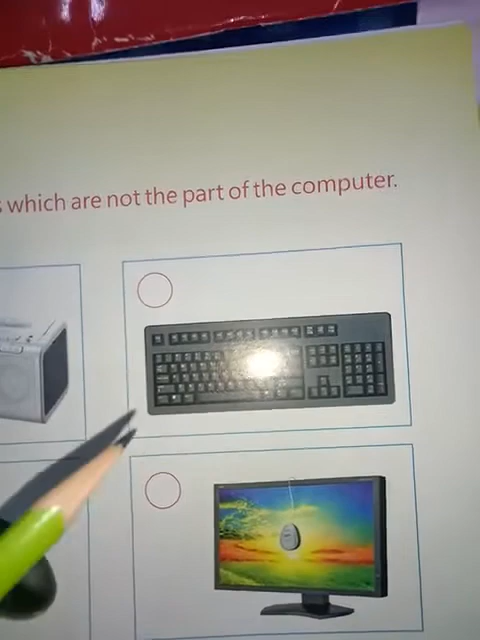 which are not the part of the computer.